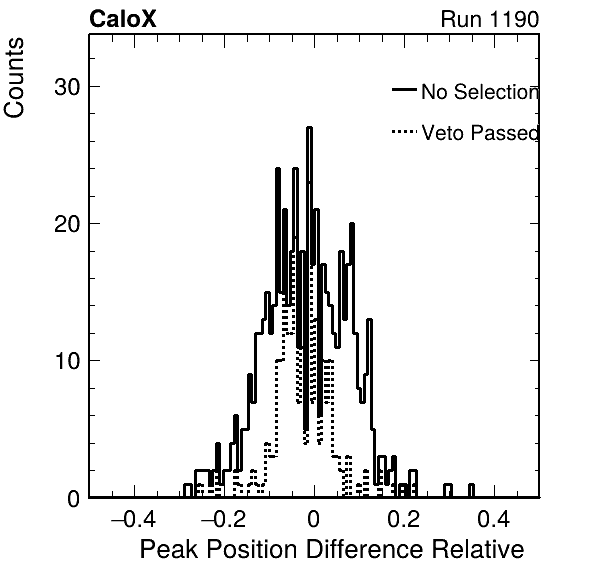 CaloX Run 1190
Counts
30
20
10
0
No Selection
Veto Passed
−0.4 −0.2 0 0.2 0.4
Peak Position Difference Relative